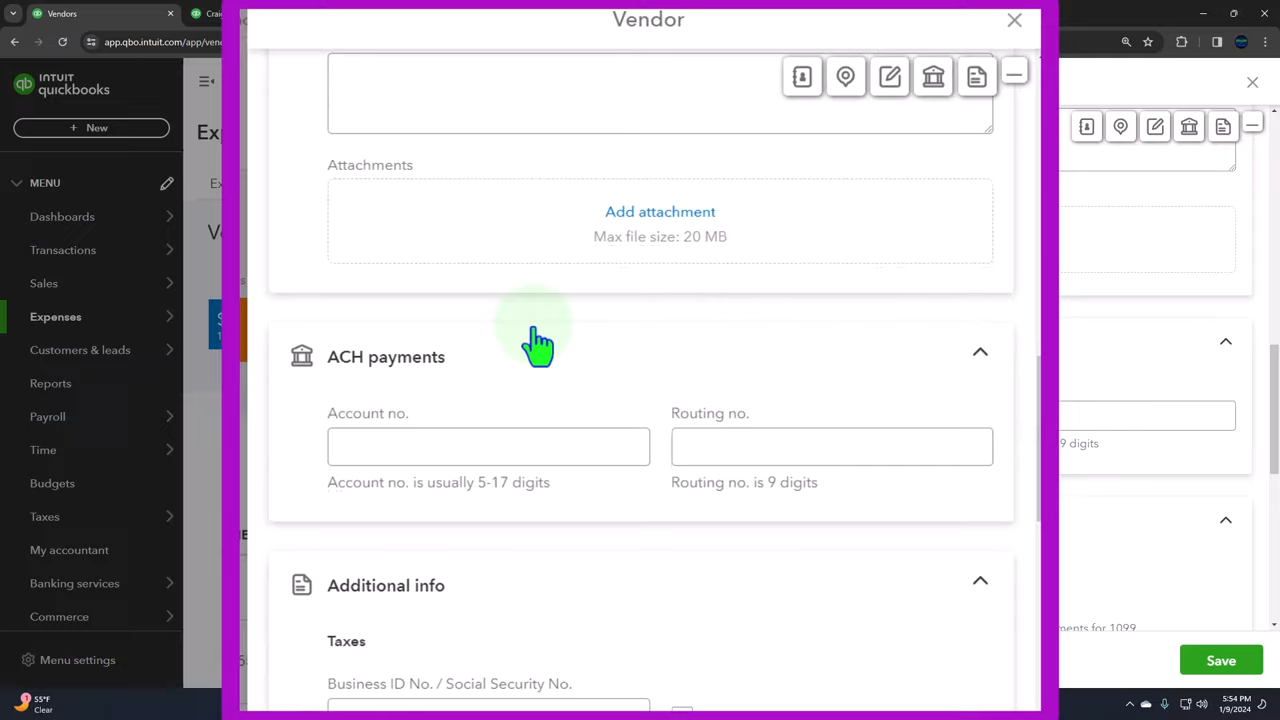 Vendors
Craig
app.qbo.intuit.com/app/vend
Vendor
INTUIT
quickbooks
New
MENU
Dashboards
Transactions
Sales
Expenses
Customers & leads
Reports
Payroll
Time
Budgets
Taxes
My accountant
Banking services
Commerce
Menu settings
55°F
Clear
Attachments
Add attachment
Max file size: 20 MB
ACH payments
Account no.
Routing no.
Account no. is usually 5-17 digits
Routing no. is 9 digits
Additional info
Taxes
Business ID No. / Social Security No.
9 digits
ments for 1099
Save
5:54 PM
1/9/2024